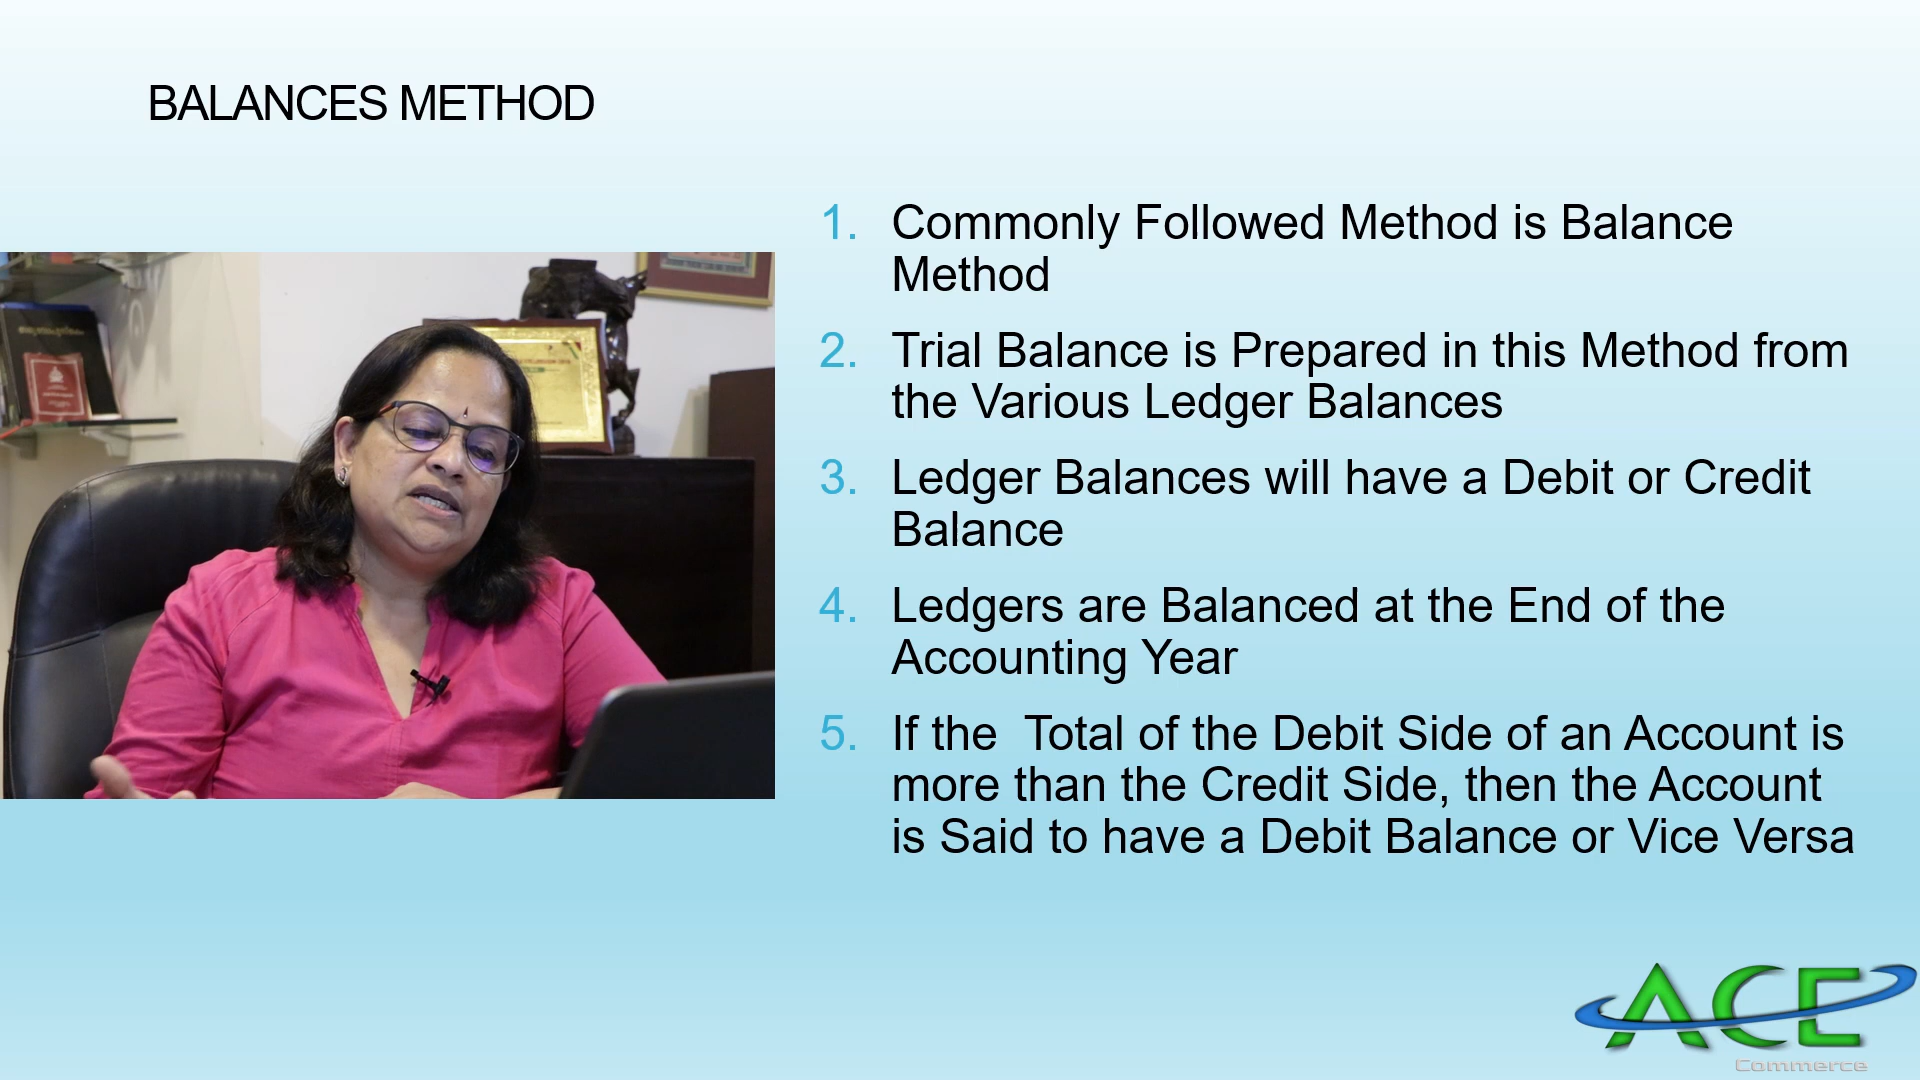 BALANCES METHOD
1. Commonly Followed Method is Balance
Method
2. Trial Balance is Prepared in this Method from
the Various Ledger Balances
3. Ledger Balances will have a Debit or Credit
Balance
4. Ledgers are Balanced at the End of the
Accounting Year
5. If the  Total of the Debit Side of an Account is
more than the Credit Side, then the Account
is Said to have a Debit Balance or Vice Versa
ACE
Commerce